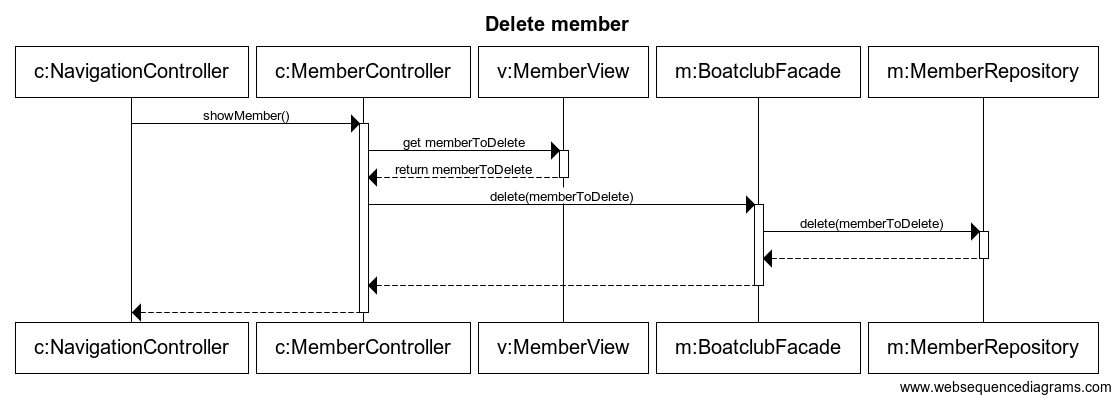 Delete member
c:NavigationController c:MemberController v:MemberView m:BoatclubFacade m:MemberRepository
showMember()
get memberToDelete
return memberToDelete
delete(memberToDelete)
delete(memberToDelete)
c:NavigationController c:MemberController v:MemberView m:BoatclubFacade m:MemberRepository
www.websequencediagrams.com